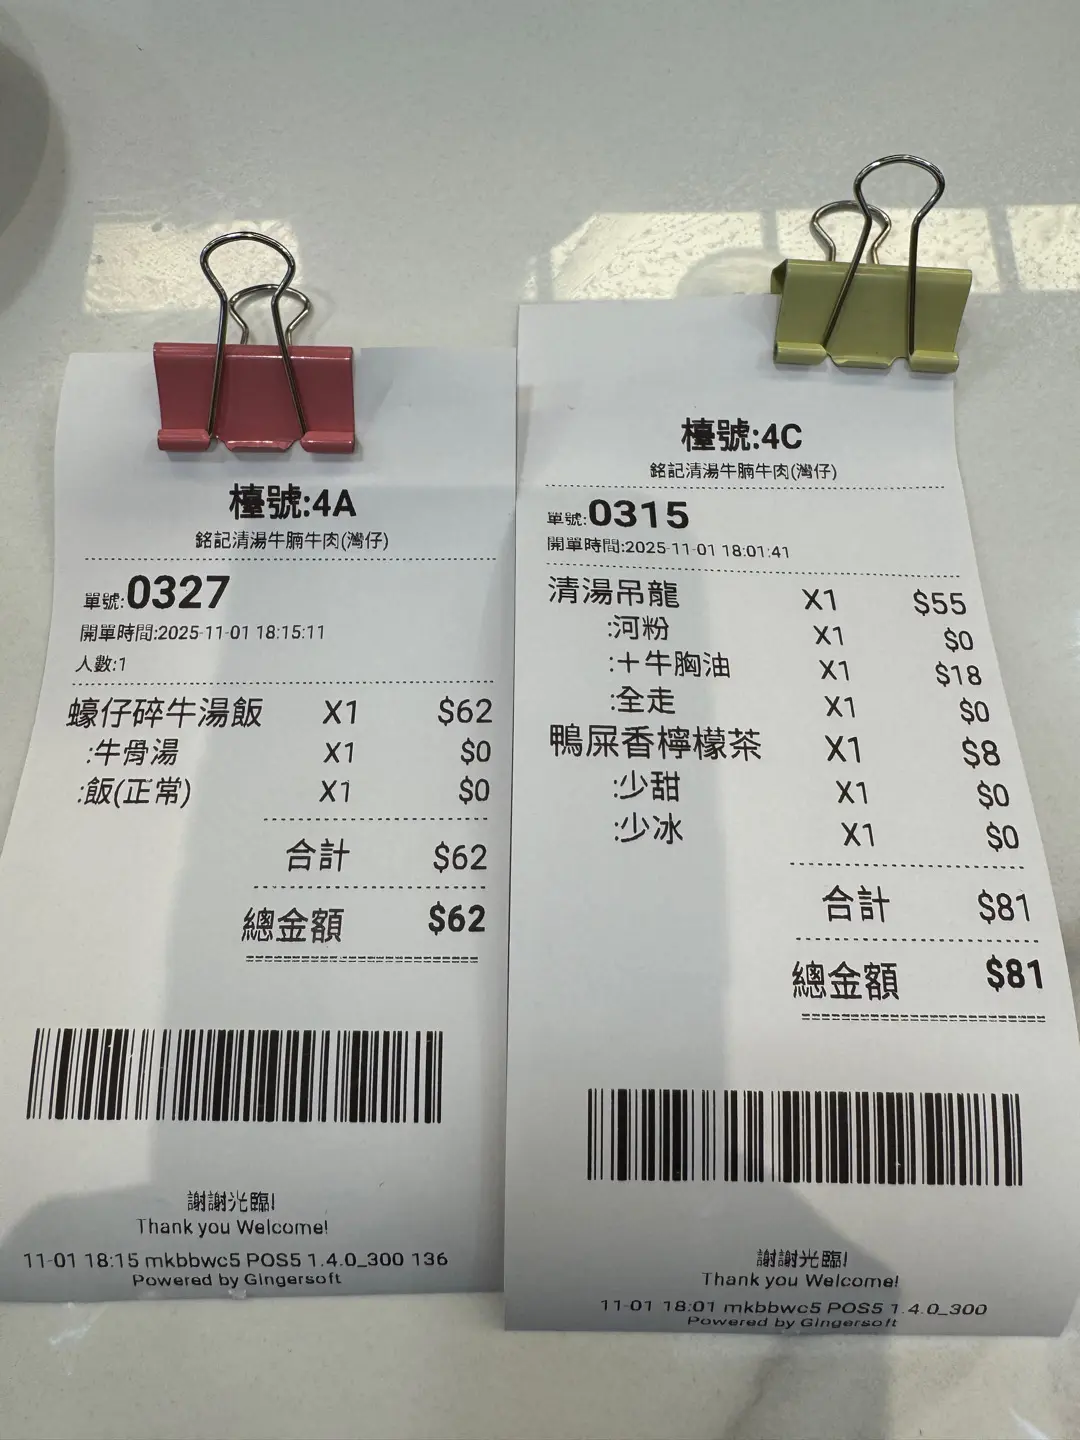 檯號:4A
銘記清湯牛腩牛肉(灣仔)
單號:0327
開單時間:2025-11-01 18:15:11
人數:1
蠔仔碎牛湯飯 X1 $62
:牛骨湯 X1 $0
:飯(正常) X1 $0
合計 $62
總金額 $62
謝謝光臨!
Thank you Welcome!
11-01 18:15 mkbbwc5 POS5 1.4.0_300 136
Powered by Gingersoft
檯號:4C
銘記清湯牛腩牛肉(灣仔)
單號:0315
開單時間:2025-11-01 18:01:41
清湯吊龍 X1 $55
:河粉 X1 $0
:＋牛胸油 X1 $18
:全走 X1 $0
鴨屎香檸檬茶 X1 $8
:少甜 X1 $0
:少冰 X1 $0
合計 $81
總金額 $81
謝謝光臨!
Thank you Welcome!
11-01 18:01 mkbbwc5 POS5 1.4.0_300
Powered by Gingersoft